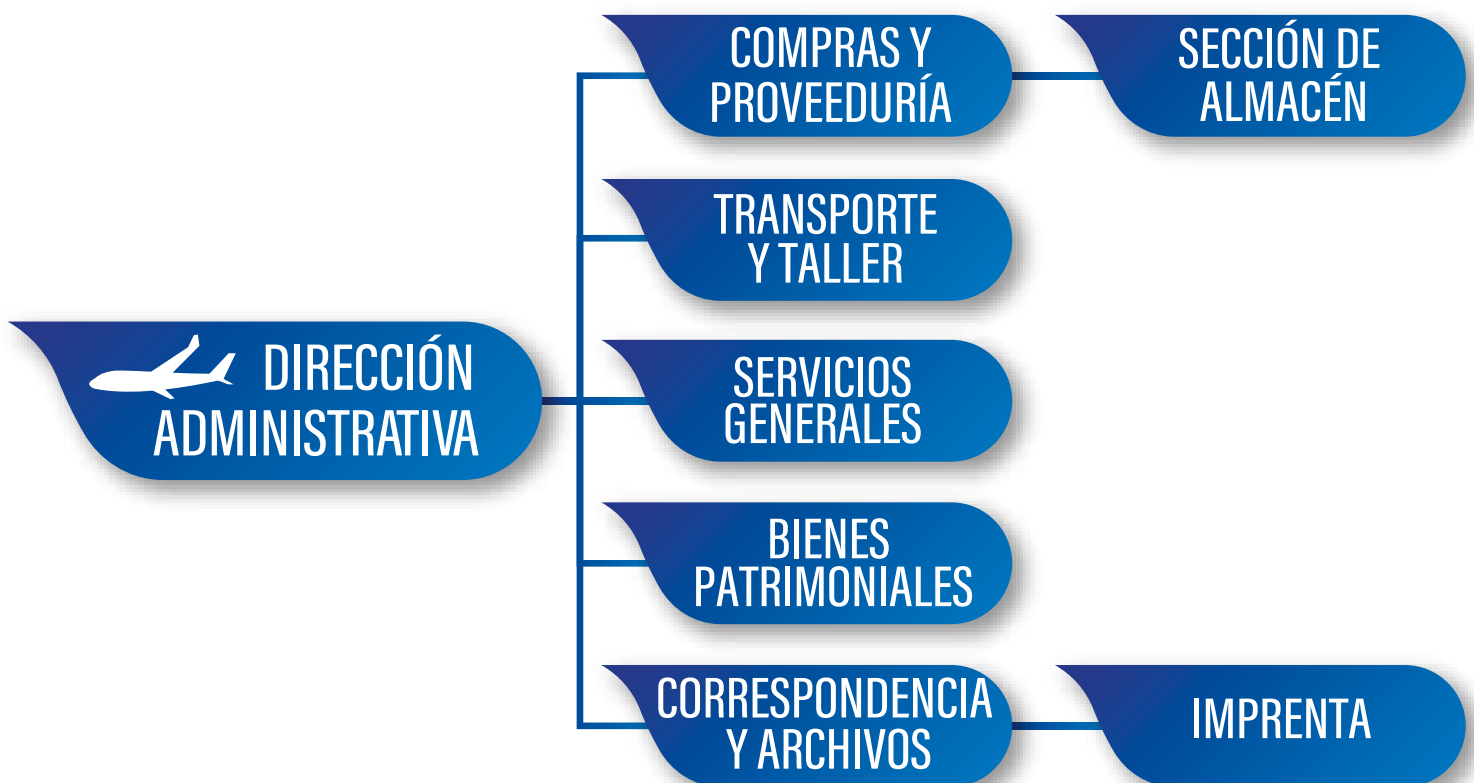 COMPRAS Y
PROVEEDURÍA
SECCIÓN DE
ALMACÉN
TRANSPORTE
Y TALLER
DIRECCIÓN
ADMINISTRATIVA
SERVICIOS
GENERALES
BIENES
PATRIMONIALES
CORRESPONDENCIA
Y ARCHIVOS
IMPRENTA